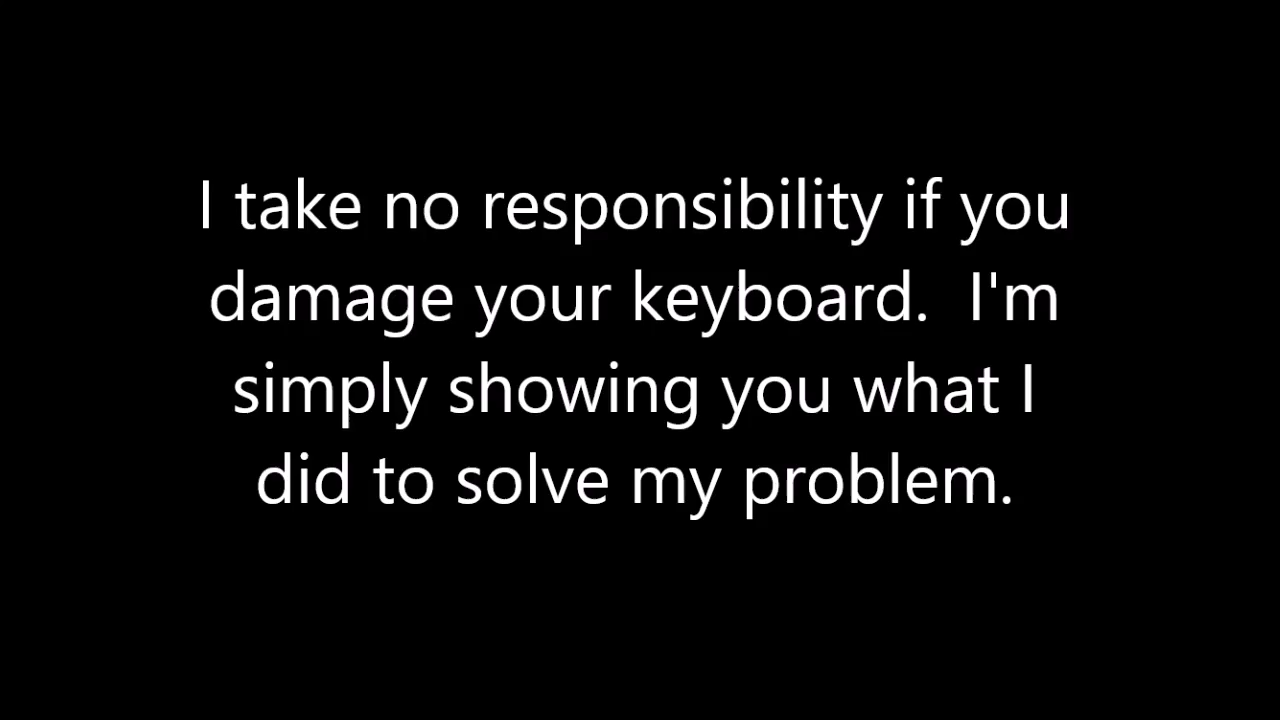 I take no responsibility if you
damage your keyboard.  I'm
simply showing you what I
did to solve my problem.